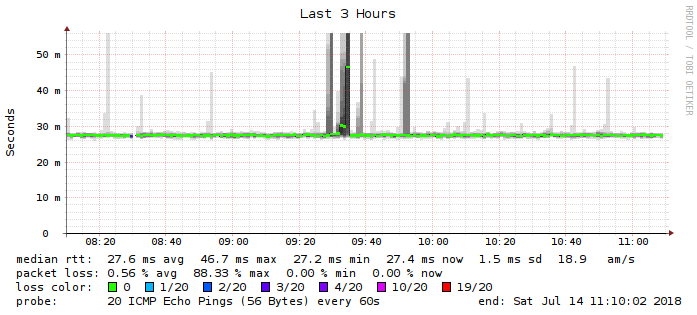 Last 3 Hours
RRDTOOL / TOBI OETIKER
Seconds
50 m
40 m
30 m
20 m
10 m
0
08:20 08:40 09:00 09:20 09:40 10:00 10:20 10:40 11:00
median rtt: 27.6 ms avg 46.7 ms max 27.2 ms min 27.4 ms now 1.5 ms sd 18.9 am/s
packet loss: 0.56 % avg 88.33 % max 0.00 % min 0.00 % now
loss color: 0 1/20 2/20 3/20 4/20 10/20 19/20
probe: 20 ICMP Echo Pings (56 Bytes) every 60s end: Sat Jul 14 11:10:02 2018